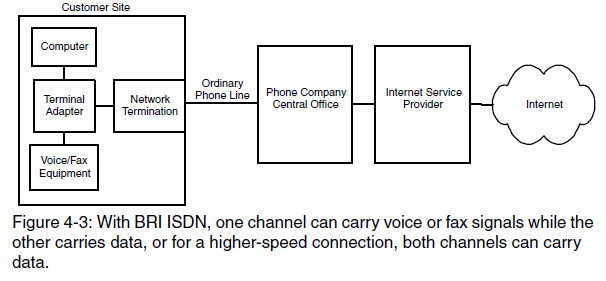 Customer Site
Computer
Terminal
Adapter
Network
Termination
Voice/Fax
Equipment
Ordinary
Phone Line
Phone Company
Central Office
Internet Service
Provider
Internet
Figure 4-3: With BRI ISDN, one channel can carry voice or fax signals while the
other carries data, or for a higher-speed connection, both channels can carry
data.